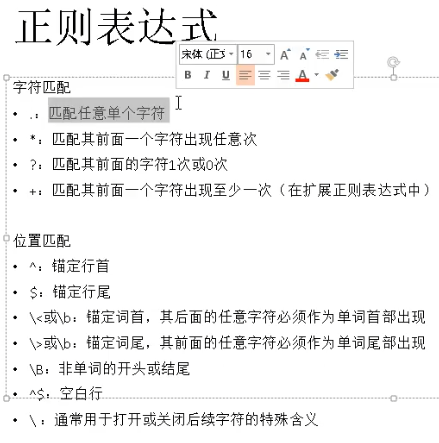 正则表达式
宋体 (正文 16 A A
B I U A
字符匹配
• .：匹配任意单个字符
• *：匹配其前面一个字符出现任意次
• ?：匹配其前面的字符1次或0次
• +：匹配其前面一个字符出现至少一次（在扩展正则表达式中）
位置匹配
• ^：锚定行首
• $：锚定行尾
• \<或\b：锚定词首，其后面的任意字符必须作为单词首部出现
• \>或\b：锚定词尾，其前面的任意字符必须作为单词尾部出现
• \B：非单词的开头或结尾
• ^$：空白行
• \：通常用于打开或关闭后续字符的特殊含义